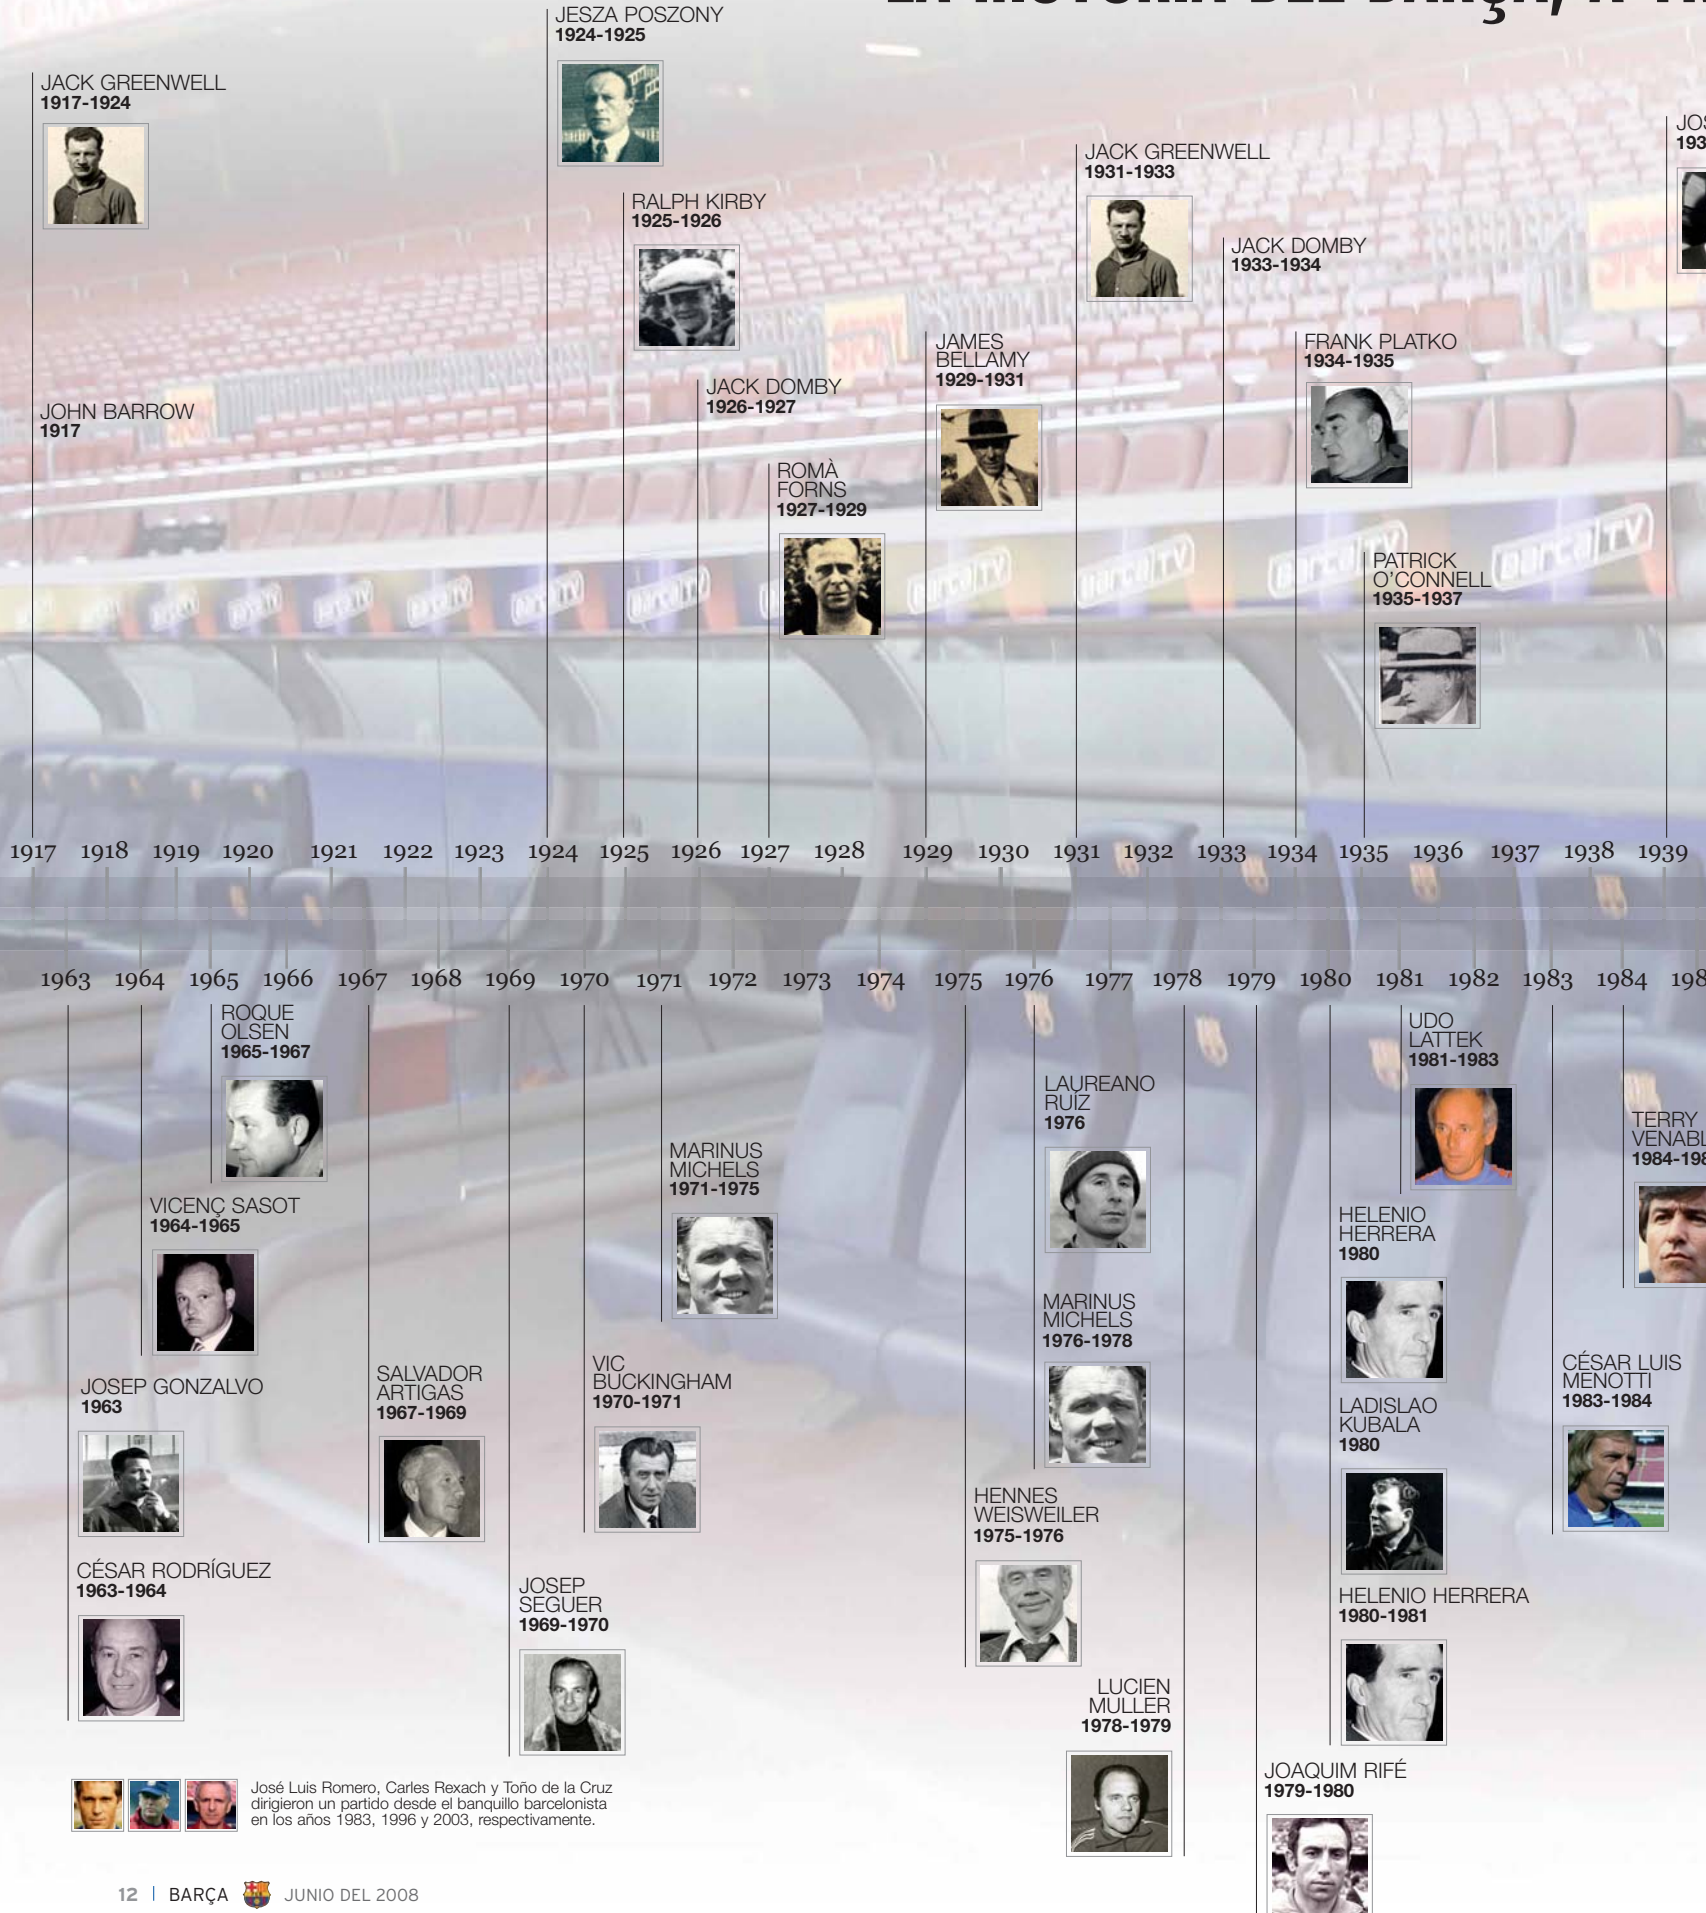 JESZA POSZONY
1924-1925
JACK GREENWELL
1917-1924
RALPH KIRBY
1925-1926
JACK GREENWELL
1931-1933
JACK DOMBY
1933-1934
JAMES
BELLAMY
1929-1931
FRANK PLATKO
1934-1935
JOHN BARROW
1917
JACK DOMBY
1926-1927
ROMÀ
FORNS
1927-1929
PATRICK
O'CONNELL
1935-1937
Barça TV
1917 1918 1919 1920 1921 1922 1923 1924 1925 1926 1927 1928 1929 1930 1931 1932 1933 1934 1935 1936 1937 1938 1939
1963 1964 1965 1966 1967 1968 1969 1970 1971 1972 1973 1974 1975 1976 1977 1978 1979 1980 1981 1982 1983 1984
ROQUE
OLSEN
1965-1967
VICENÇ SASOT
1964-1965
JOSEP GONZALVO
1963
CÉSAR RODRÍGUEZ
1963-1964
SALVADOR
ARTIGAS
1967-1969
JOSEP
SEGUER
1969-1970
VIC
BUCKINGHAM
1970-1971
MARINUS
MICHELS
1971-1975
LAUREANO
RUÍZ
1976
MARINUS
MICHELS
1976-1978
HENNES
WEISWEILER
1975-1976
LUCIEN
MULLER
1978-1979
JOAQUIM RIFÉ
1979-1980
UDO
LATTEK
1981-1983
HELENIO
HERRERA
1980
LADISLAO
KUBALA
1980
HELENIO HERRERA
1980-1981
CÉSAR LUIS
MENOTTI
1983-1984
TERRY
José Luis Romero, Carles Rexach y Toño de la Cruz
dirigieron un partido desde el banquillo barcelonista
en los años 1983, 1996 y 2003, respectivamente.
12 | BARÇA JUNIO DEL 2008